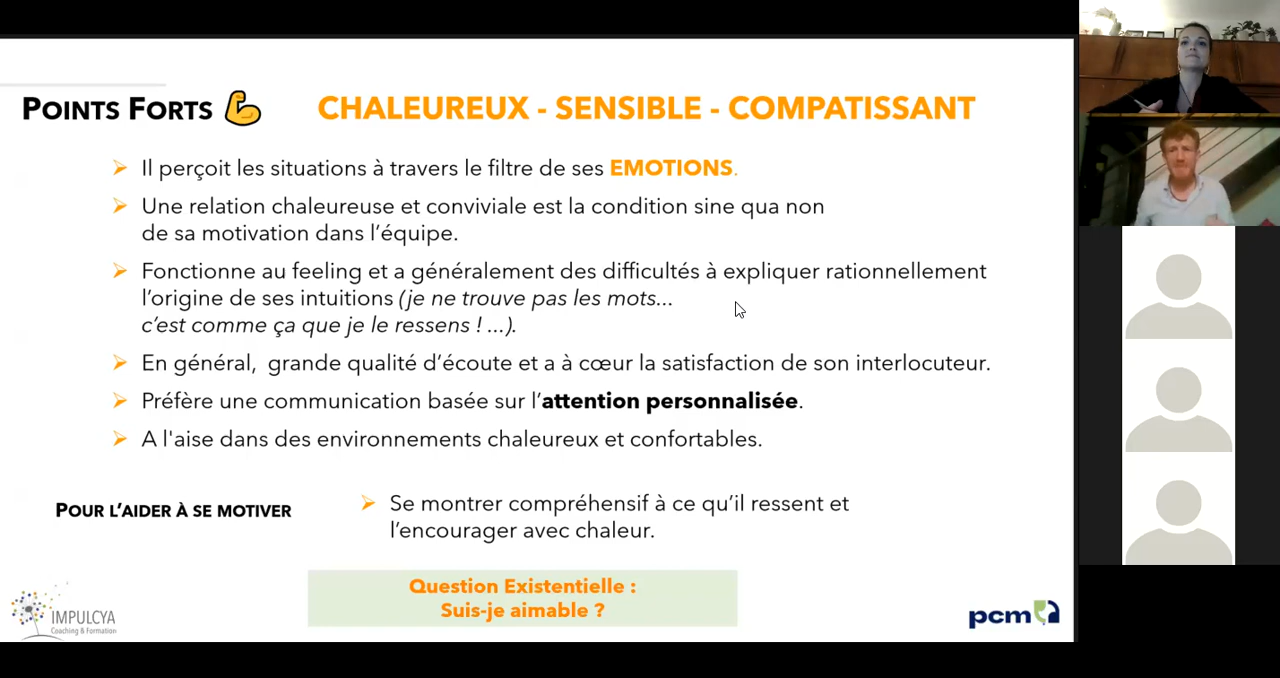 POINTS FORTS 💪 CHALEUREUX - SENSIBLE - COMPATISSANT
Il perçoit les situations à travers le filtre de ses EMOTIONS.
Une relation chaleureuse et conviviale est la condition sine qua non
de sa motivation dans l'équipe.
Fonctionne au feeling et a généralement des difficultés à expliquer rationnellement
l'origine de ses intuitions (je ne trouve pas les mots...
c'est comme ça que je le ressens ! ...).
En général, grande qualité d'écoute et a à cœur la satisfaction de son interlocuteur.
Préfère une communication basée sur l'attention personnalisée.
A l'aise dans des environnements chaleureux et confortables.
POUR L'AIDER À SE MOTIVER
Se montrer compréhensif à ce qu'il ressent et
l'encourager avec chaleur.
Question Existentielle :
Suis-je aimable ?
IMPULCYA
Coaching & Formation
pcm